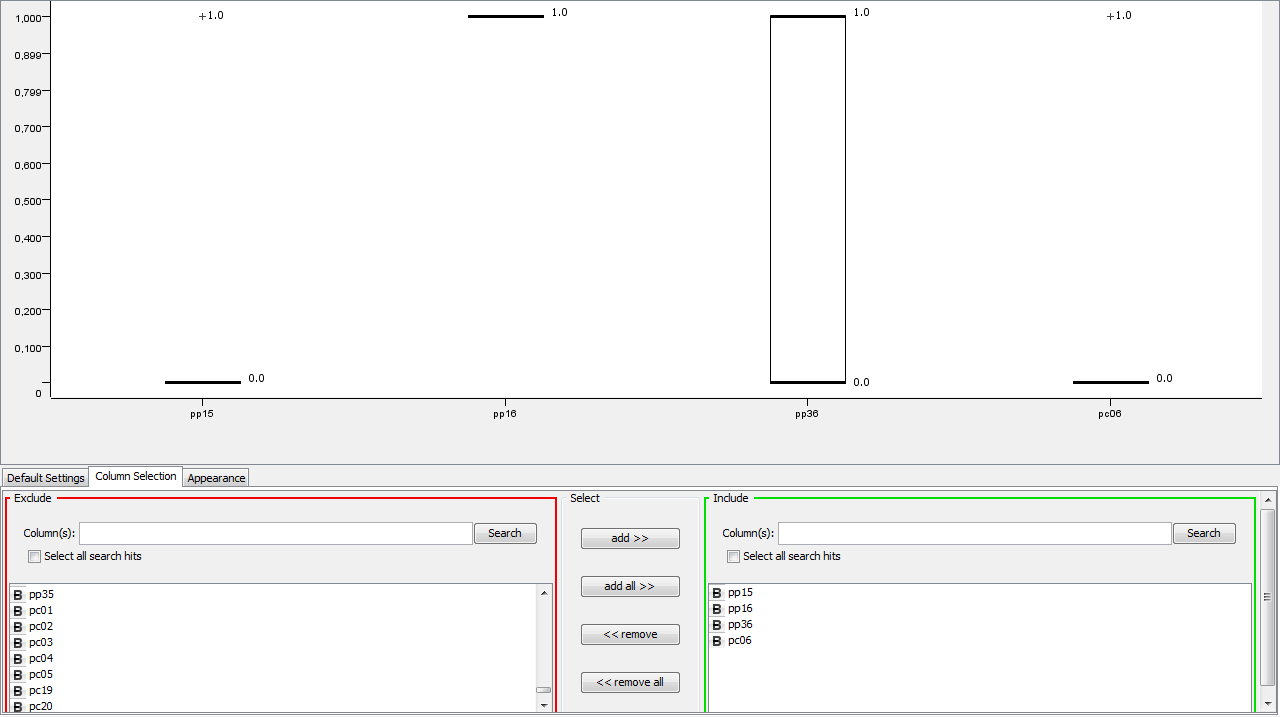 +1.0 1.0 1.0 +1.0
1,000
0,899
0,799
0,700
0,600
0,500
0,400
0,300
0,200
0,100
0.0 0.0 0.0
0
pp15 pp16 pp36 pc06
Default Settings Column Selection Appearance
Exclude
Column(s): Search
Select all search hits
B pp35
B pc01
B pc02
B pc03
B pc04
B pc05
B pc19
B pc20
Select
add >>
add all >>
<< remove
<< remove all
Include
Column(s): Search
Select all search hits
B pp15
B pp16
B pp36
B pc06